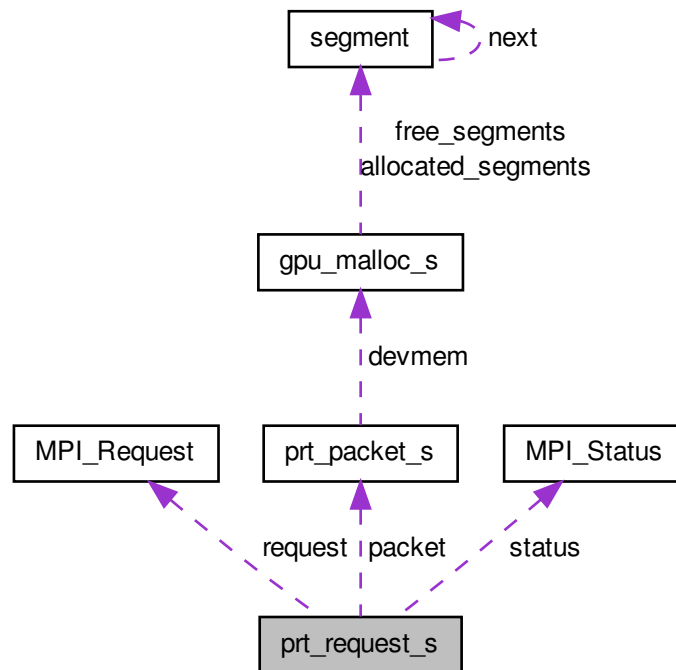 segment
next
free_segments
allocated_segments
gpu_malloc_s
devmem
MPI_Request
prt_packet_s
MPI_Status
request
packet
status
prt_request_s